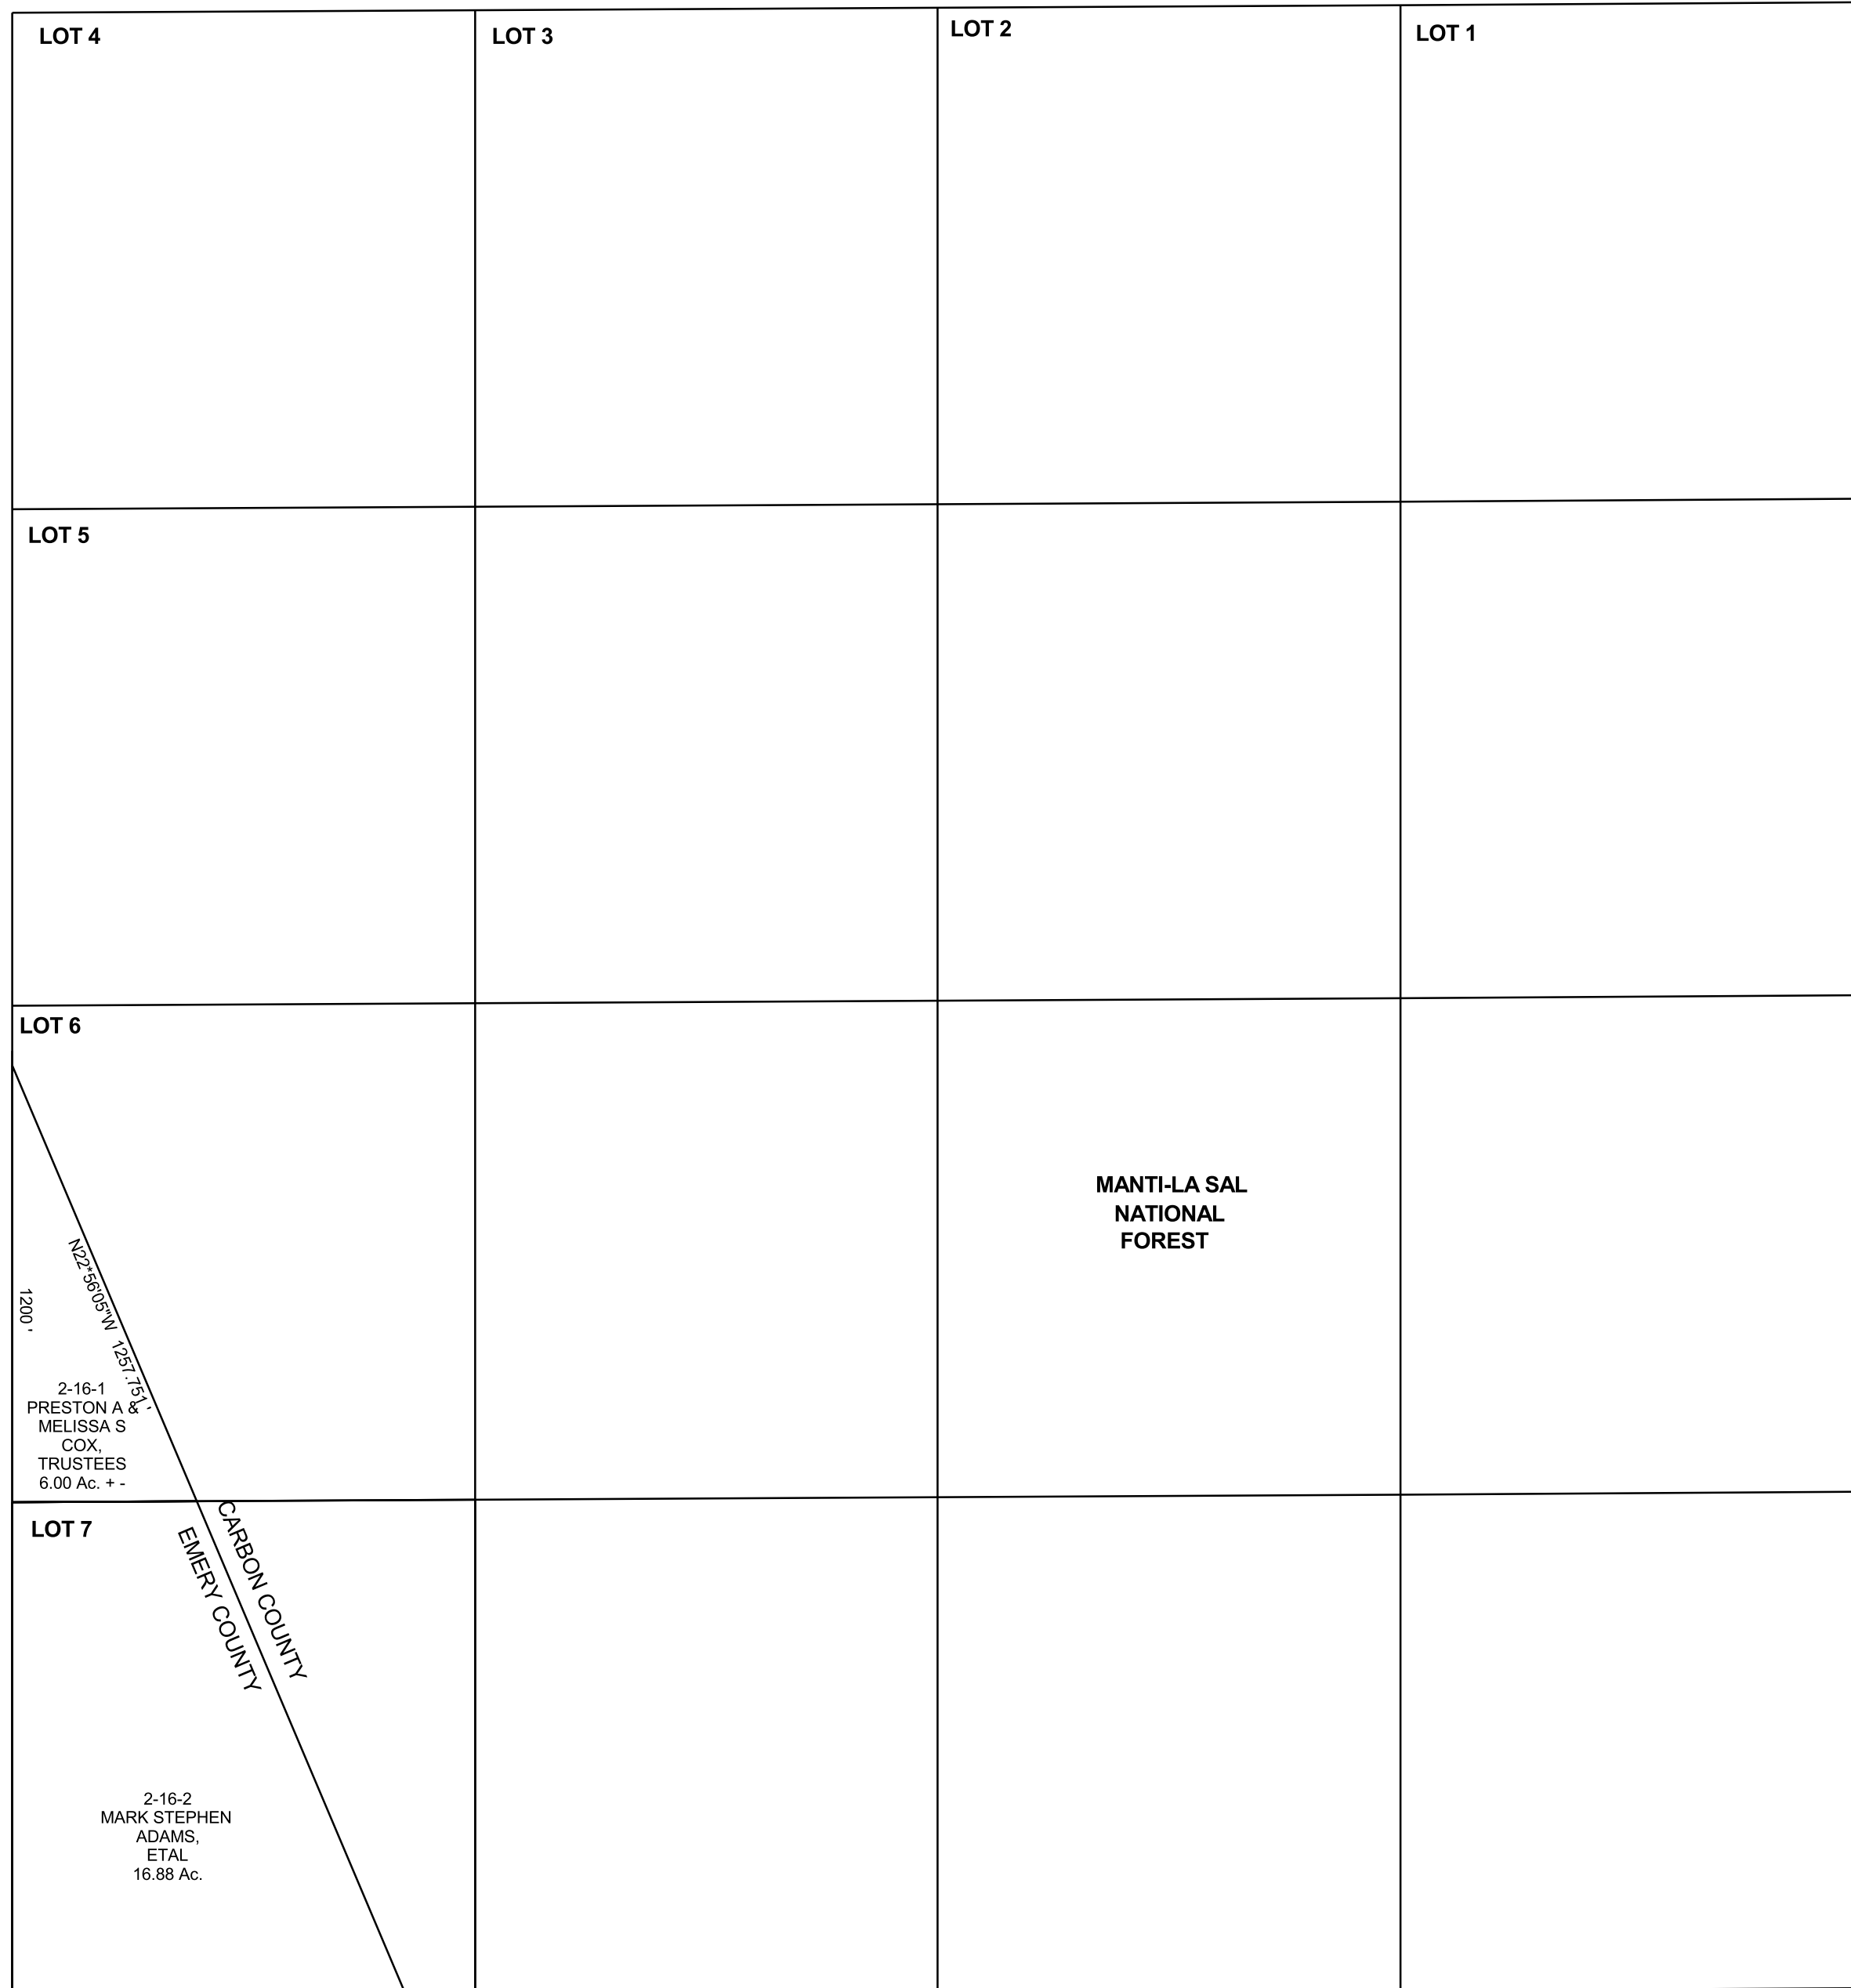 LOT 4
LOT 3
LOT 2
LOT 1
LOT 5
LOT 6
MANTI-LA SAL
NATIONAL
FOREST
N22*56'05"W 1257.751 '
1200 '
2-16-1
PRESTON A &
MELISSA S
COX,
TRUSTEES
6.00 Ac. + -
LOT 7
CARBON COUNTY
EMERY COUNTY
2-16-2
MARK STEPHEN
ADAMS,
ETAL
16.88 Ac.